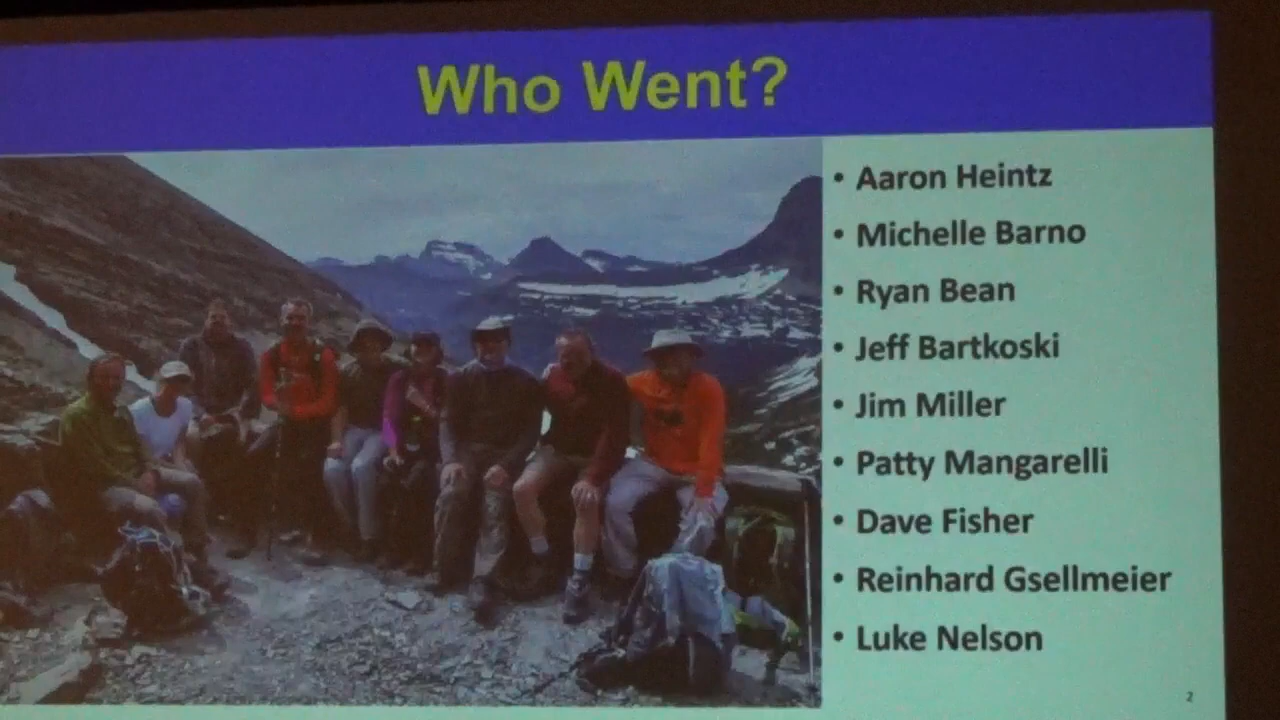 Who Went?
• Aaron Heintz
• Michelle Barno
• Ryan Bean
• Jeff Bartkoski
• Jim Miller
• Patty Mangarelli
• Dave Fisher
• Reinhard Gsellmeier
• Luke Nelson
2